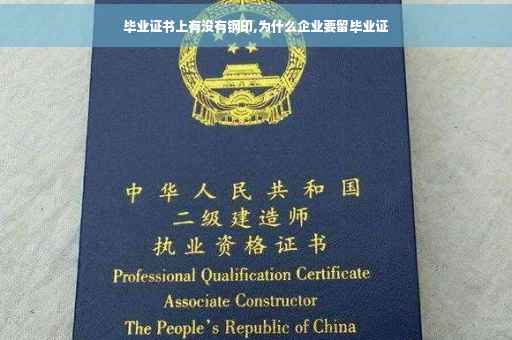 毕业证书上有没有钢印,为什么企业要留毕业证
中华人民共和国
二级建造师
执业资格证书
Professional Qualification Certificate
Associate Constructor
The People's Republic of China